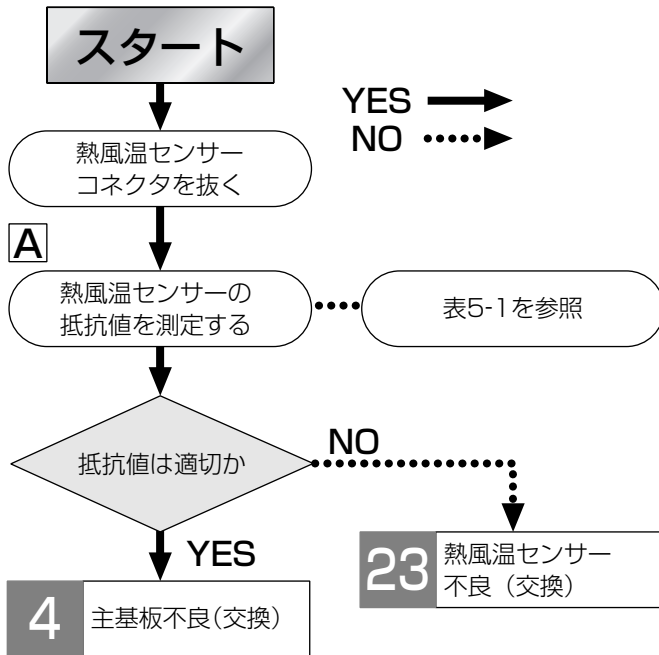 スタート
YES
NO
熱風温センサー
コネクタを抜く
A
熱風温センサーの
抵抗値を測定する
表5-1を参照
抵抗値は適切か
NO
YES
23
熱風温センサー
不良（交換）
4
主基板不良（交換）